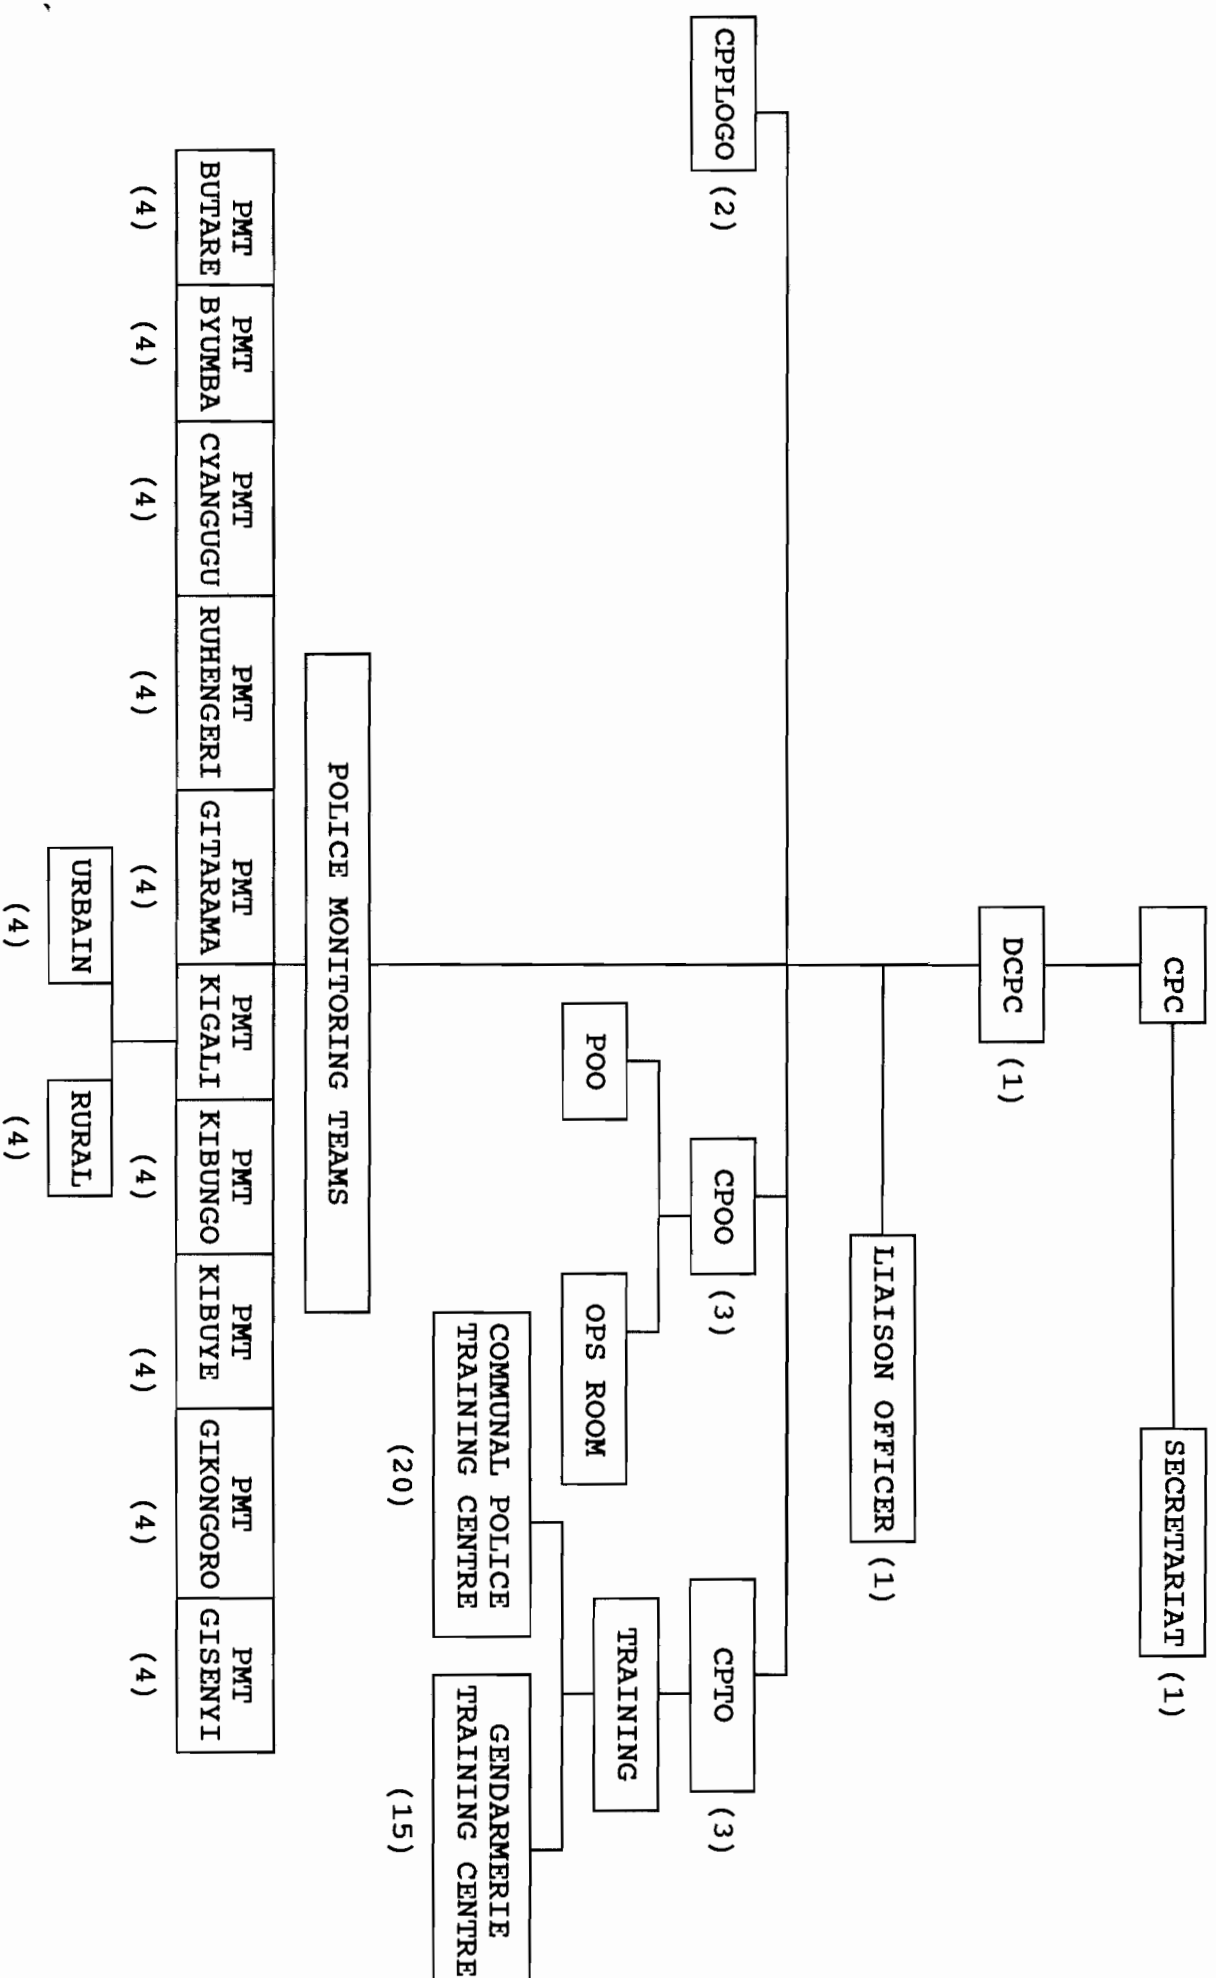 CPC
SECRETARIAT (1)
DCPC (1)
LIAISON OFFICER (1)
CPPLOGO (2)
CPOO (3)
CPTO (3)
POO
OPS ROOM
TRAINING
COMMUNAL POLICE
TRAINING CENTRE
(20)
GENDARMERIE
TRAINING CENTRE
(15)
POLICE MONITORING TEAMS
PMT
BUTARE
(4)
PMT
BYUMBA
(4)
PMT
CYANGUGU
(4)
PMT
RUHENGERI
(4)
PMT
GITARAMA
(4)
PMT
KIGALI
PMT
KIBUNGO
(4)
PMT
KIBUYE
(4)
PMT
GIKONGORO
(4)
PMT
GISENYI
(4)
URBAIN
(4)
RURAL
(4)